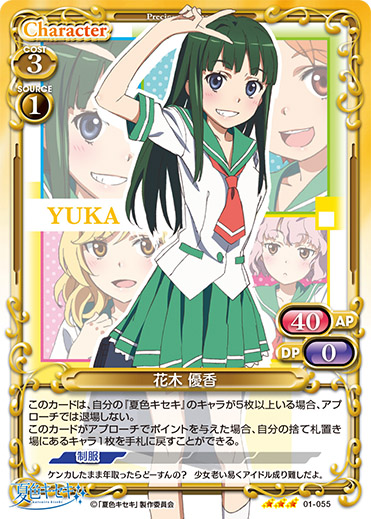 Precious
Character
COST
3
SOURCE
1
YUKA
40 AP
DP 0
花木 優香
このカードは、自分の「夏色キセキ」のキャラが5枚以上いる場合、アプ
ローチでは退場しない。
このカードがアプローチでポイントを与えた場合、自分の捨て札置き
場にあるキャラ1枚を手札に戻すことができる。
制服
ケンカしたまま年取ったらどーすんの? 少女老い易くアイドル成り難しだよ。
夏色キセキ
©「夏色キセキ」製作委員会
★★★ 01-055